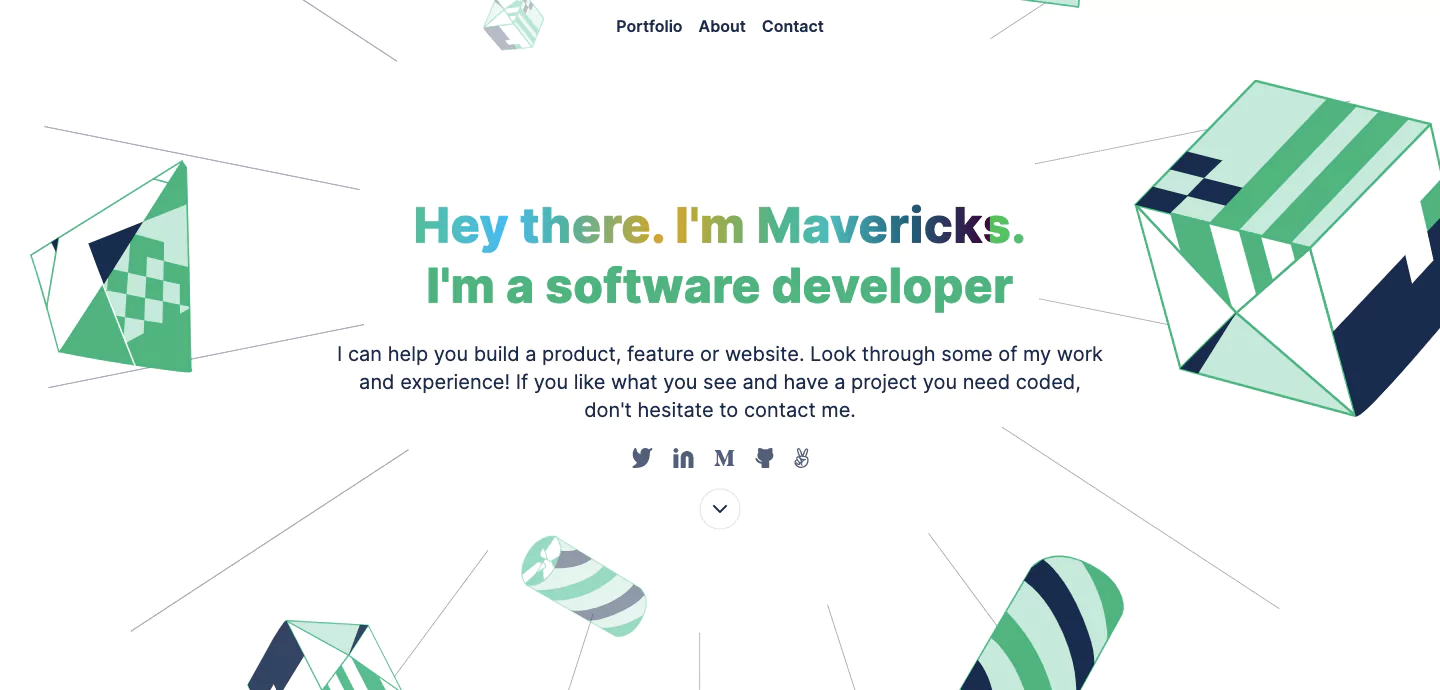 Portfolio About Contact
Hey there. I'm Mavericks.
I'm a software developer
I can help you build a product, feature or website. Look through some of my work
and experience! If you like what you see and have a project you need coded,
don't hesitate to contact me.